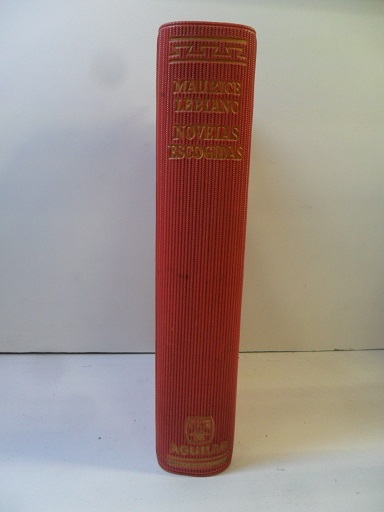 MAURICE
LEBLANC
NOVELAS
ESCOGIDAS
AGUILAR